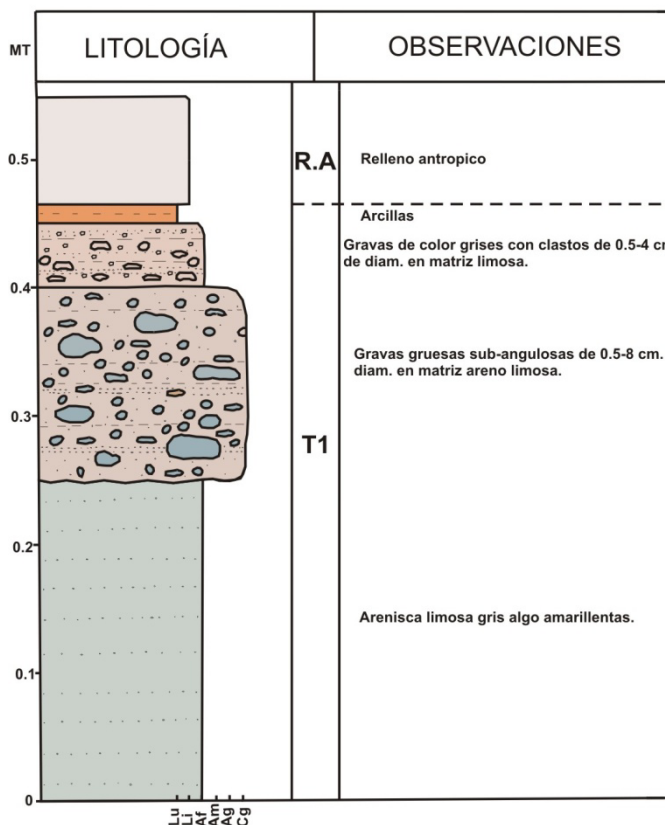 MT
LITOLOGÍA
OBSERVACIONES
0.5
R.A
Relleno antropico
Arcillas
Gravas de color grises con clastos de 0.5-4 cm
de diam. en matriz limosa.
0.4
Gravas gruesas sub-angulosas de 0.5-8 cm.
diam. en matriz areno limosa.
0.3
T1
0.2
Arenisca limosa gris algo amarillentas.
0.1
0
Lu
Li
Af
Am
Ag
Cg